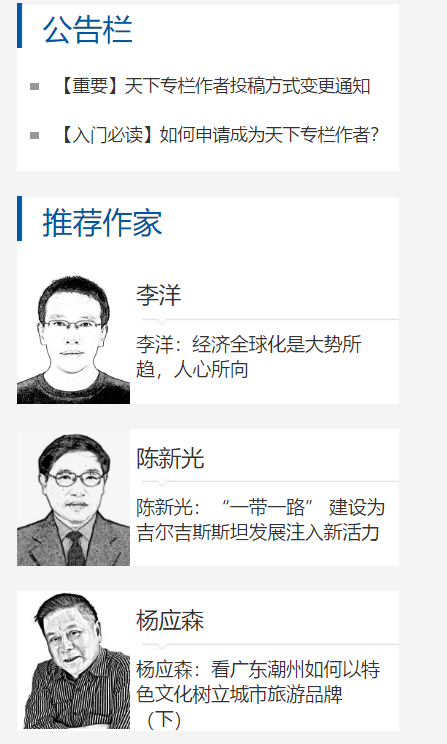 公告栏
【重要】天下专栏作者投稿方式变更通知
【入门必读】如何申请成为天下专栏作者?
推荐作家
李洋
李洋：经济全球化是大势所
趋，人心所向
陈新光
陈新光：“一带一路” 建设为
吉尔吉斯斯坦发展注入新活力
杨应森
杨应森：看广东潮州如何以特
色文化树立城市旅游品牌
（下）